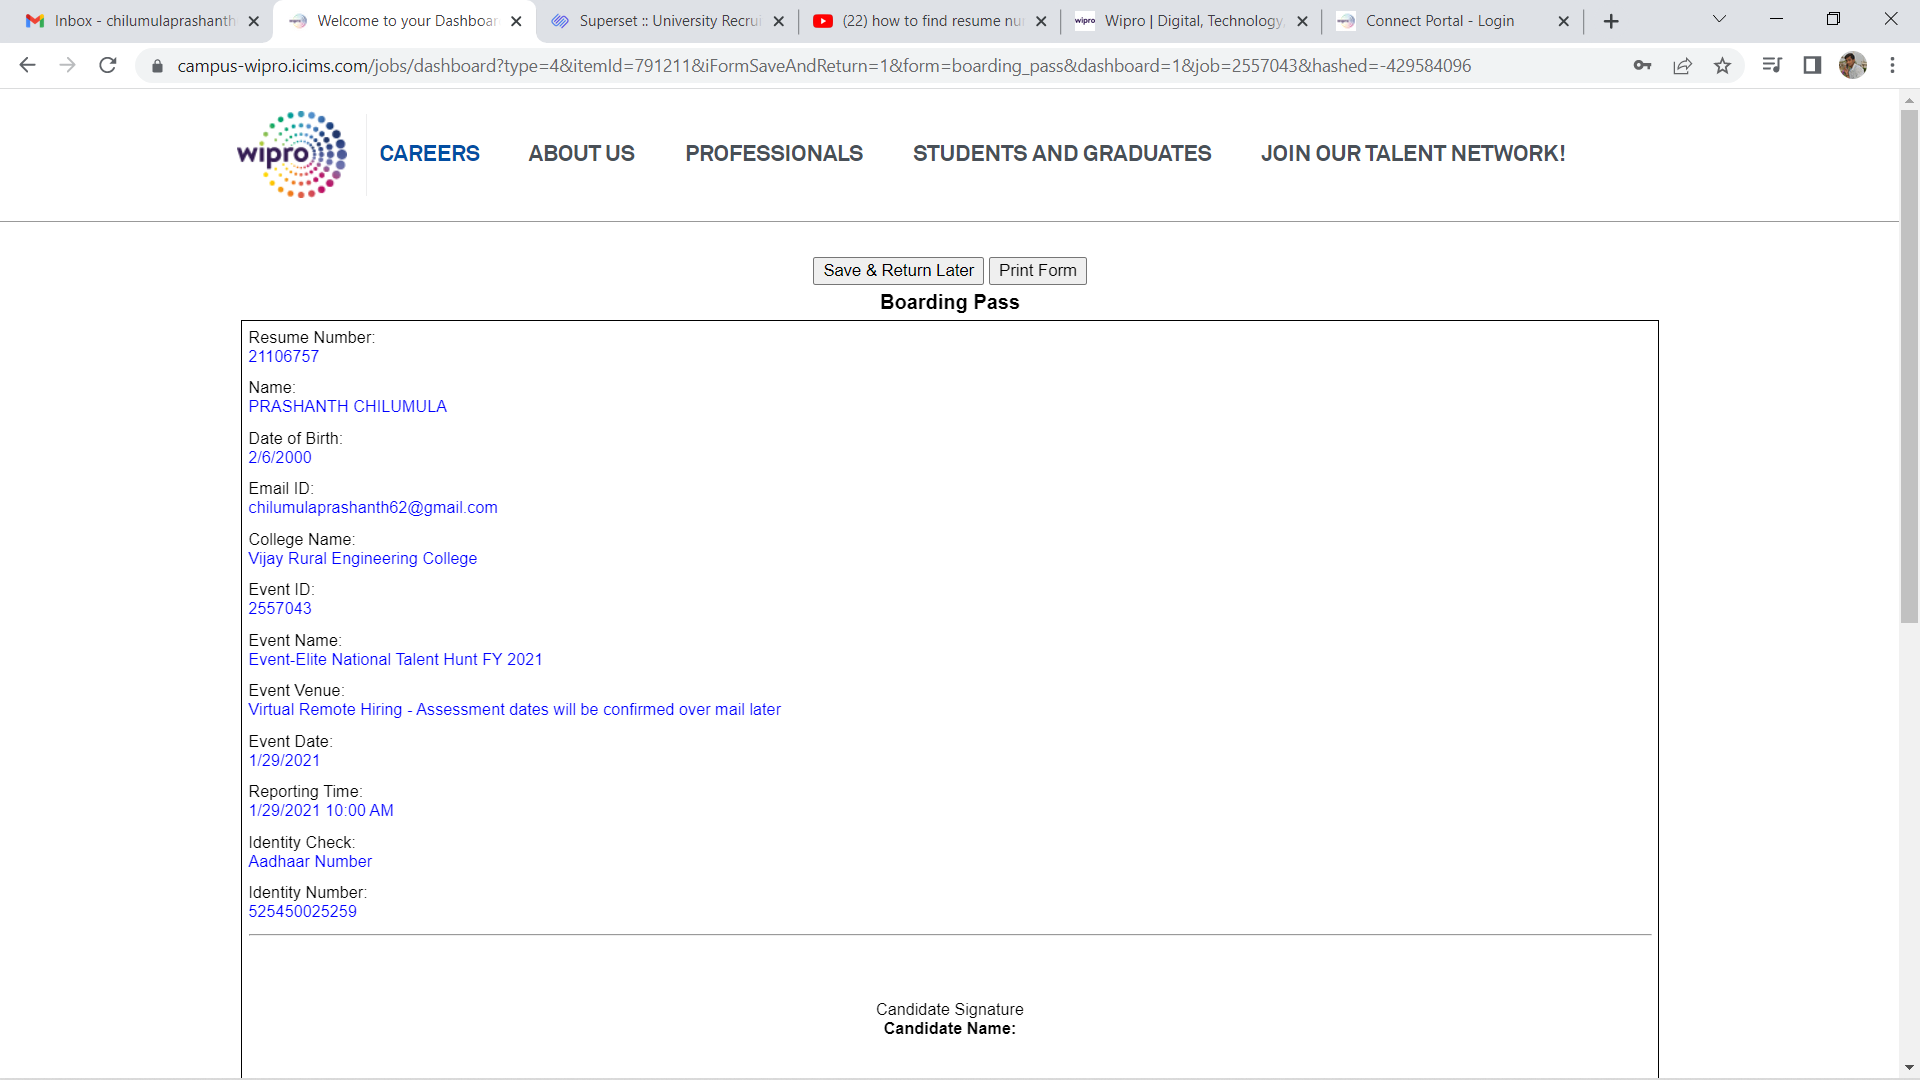 Inbox - chilumulaprashanth
Welcome to your Dashboar
Superset :: University Recrui
(22) how to find resume nu
Wipro | Digital, Technology,
Connect Portal - Login
campus-wipro.icims.com/jobs/dashboard?type=4&itemId=791211&iFormSaveAndReturn=1&form=boarding_pass&dashboard=1&job=2557043&hashed=-429584096
wipro
CAREERS
ABOUT US
PROFESSIONALS
STUDENTS AND GRADUATES
JOIN OUR TALENT NETWORK!
Save & Return Later
Print Form
Boarding Pass
Resume Number:
21106757
Name:
PRASHANTH CHILUMULA
Date of Birth:
2/6/2000
Email ID:
chilumulaprashanth62@gmail.com
College Name:
Vijay Rural Engineering College
Event ID:
2557043
Event Name:
Event-Elite National Talent Hunt FY 2021
Event Venue:
Virtual Remote Hiring - Assessment dates will be confirmed over mail later
Event Date:
1/29/2021
Reporting Time:
1/29/2021 10:00 AM
Identity Check:
Aadhaar Number
Identity Number:
525450025259
Candidate Signature
Candidate Name: